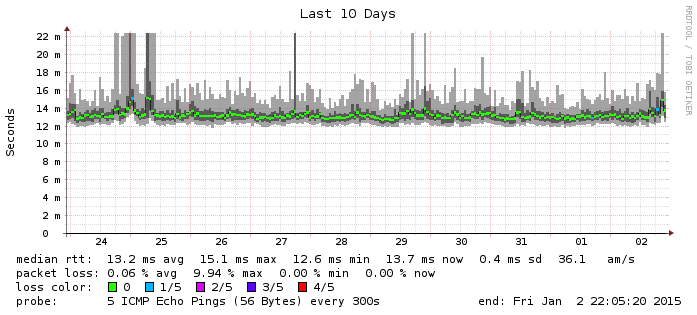 Last 10 Days
RRDTOOL / TOBI OETIKER
Seconds
22 m
20 m
18 m
16 m
14 m
12 m
10 m
8 m
6 m
4 m
2 m
0
24 25 26 27 28 29 30 31 01 02
median rtt: 13.2 ms avg 15.1 ms max 12.6 ms min 13.7 ms now 0.4 ms sd 36.1 am/s
packet loss: 0.06 % avg 9.94 % max 0.00 % min 0.00 % now
loss color: 0 1/5 2/5 3/5 4/5
probe: 5 ICMP Echo Pings (56 Bytes) every 300s end: Fri Jan 2 22:05:20 2015